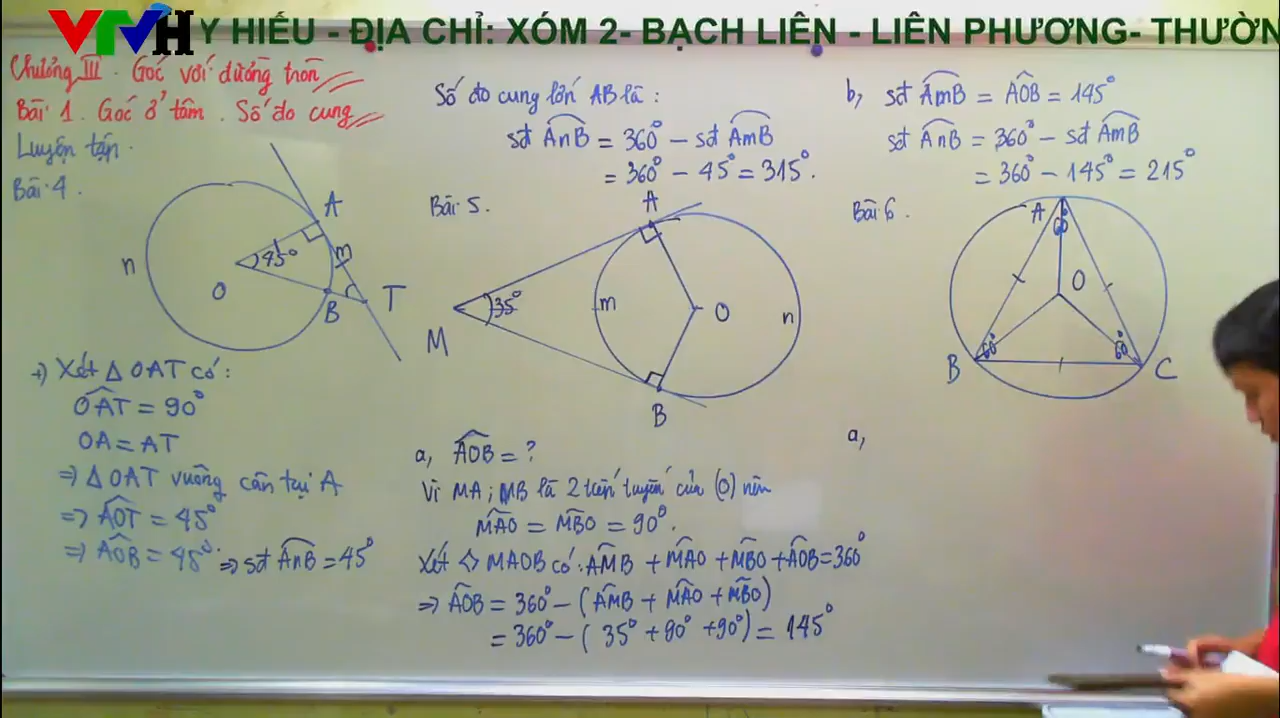 VTVH
Y HIẾU - ĐỊA CHỈ: XÓM 2- BẠCH LIÊN - LIÊN PHƯƠNG- THƯỜN
Chương III. Góc với đường tròn
Bài 1. Góc ở tâm. Số đo cung
Luyện tập.
Bài 4.
A
45°
m
n
O
B
T
+) Xét Δ OAT có:
OAT = 90°
OA = AT
=> Δ OAT vuông cân tại A
=> AOT = 45°
=> AOB = 45° => sđ AnB = 45°
Số đo cung lớn AB là:
sđ AnB = 360° - sđ AmB
= 360° - 45° = 315°.
Bài 5.
A
M
35°
m
O
n
B
a, AOB = ?
Vì MA; MB là 2 tiếp tuyến của (O) nên
MAO = MBO = 90°.
Xét ◇ MAOB có: AMB + MAO + MBO + AOB = 360°
=> AOB = 360° - (AMB + MAO + MBO)
= 360° - (35° + 90° + 90°) = 145°
b, sđ AmB = AOB = 145°
sđ AnB = 360° - sđ AmB
= 360° - 145° = 215°
Bài 6.
A
60°
O
B
60°
60°
C
a,